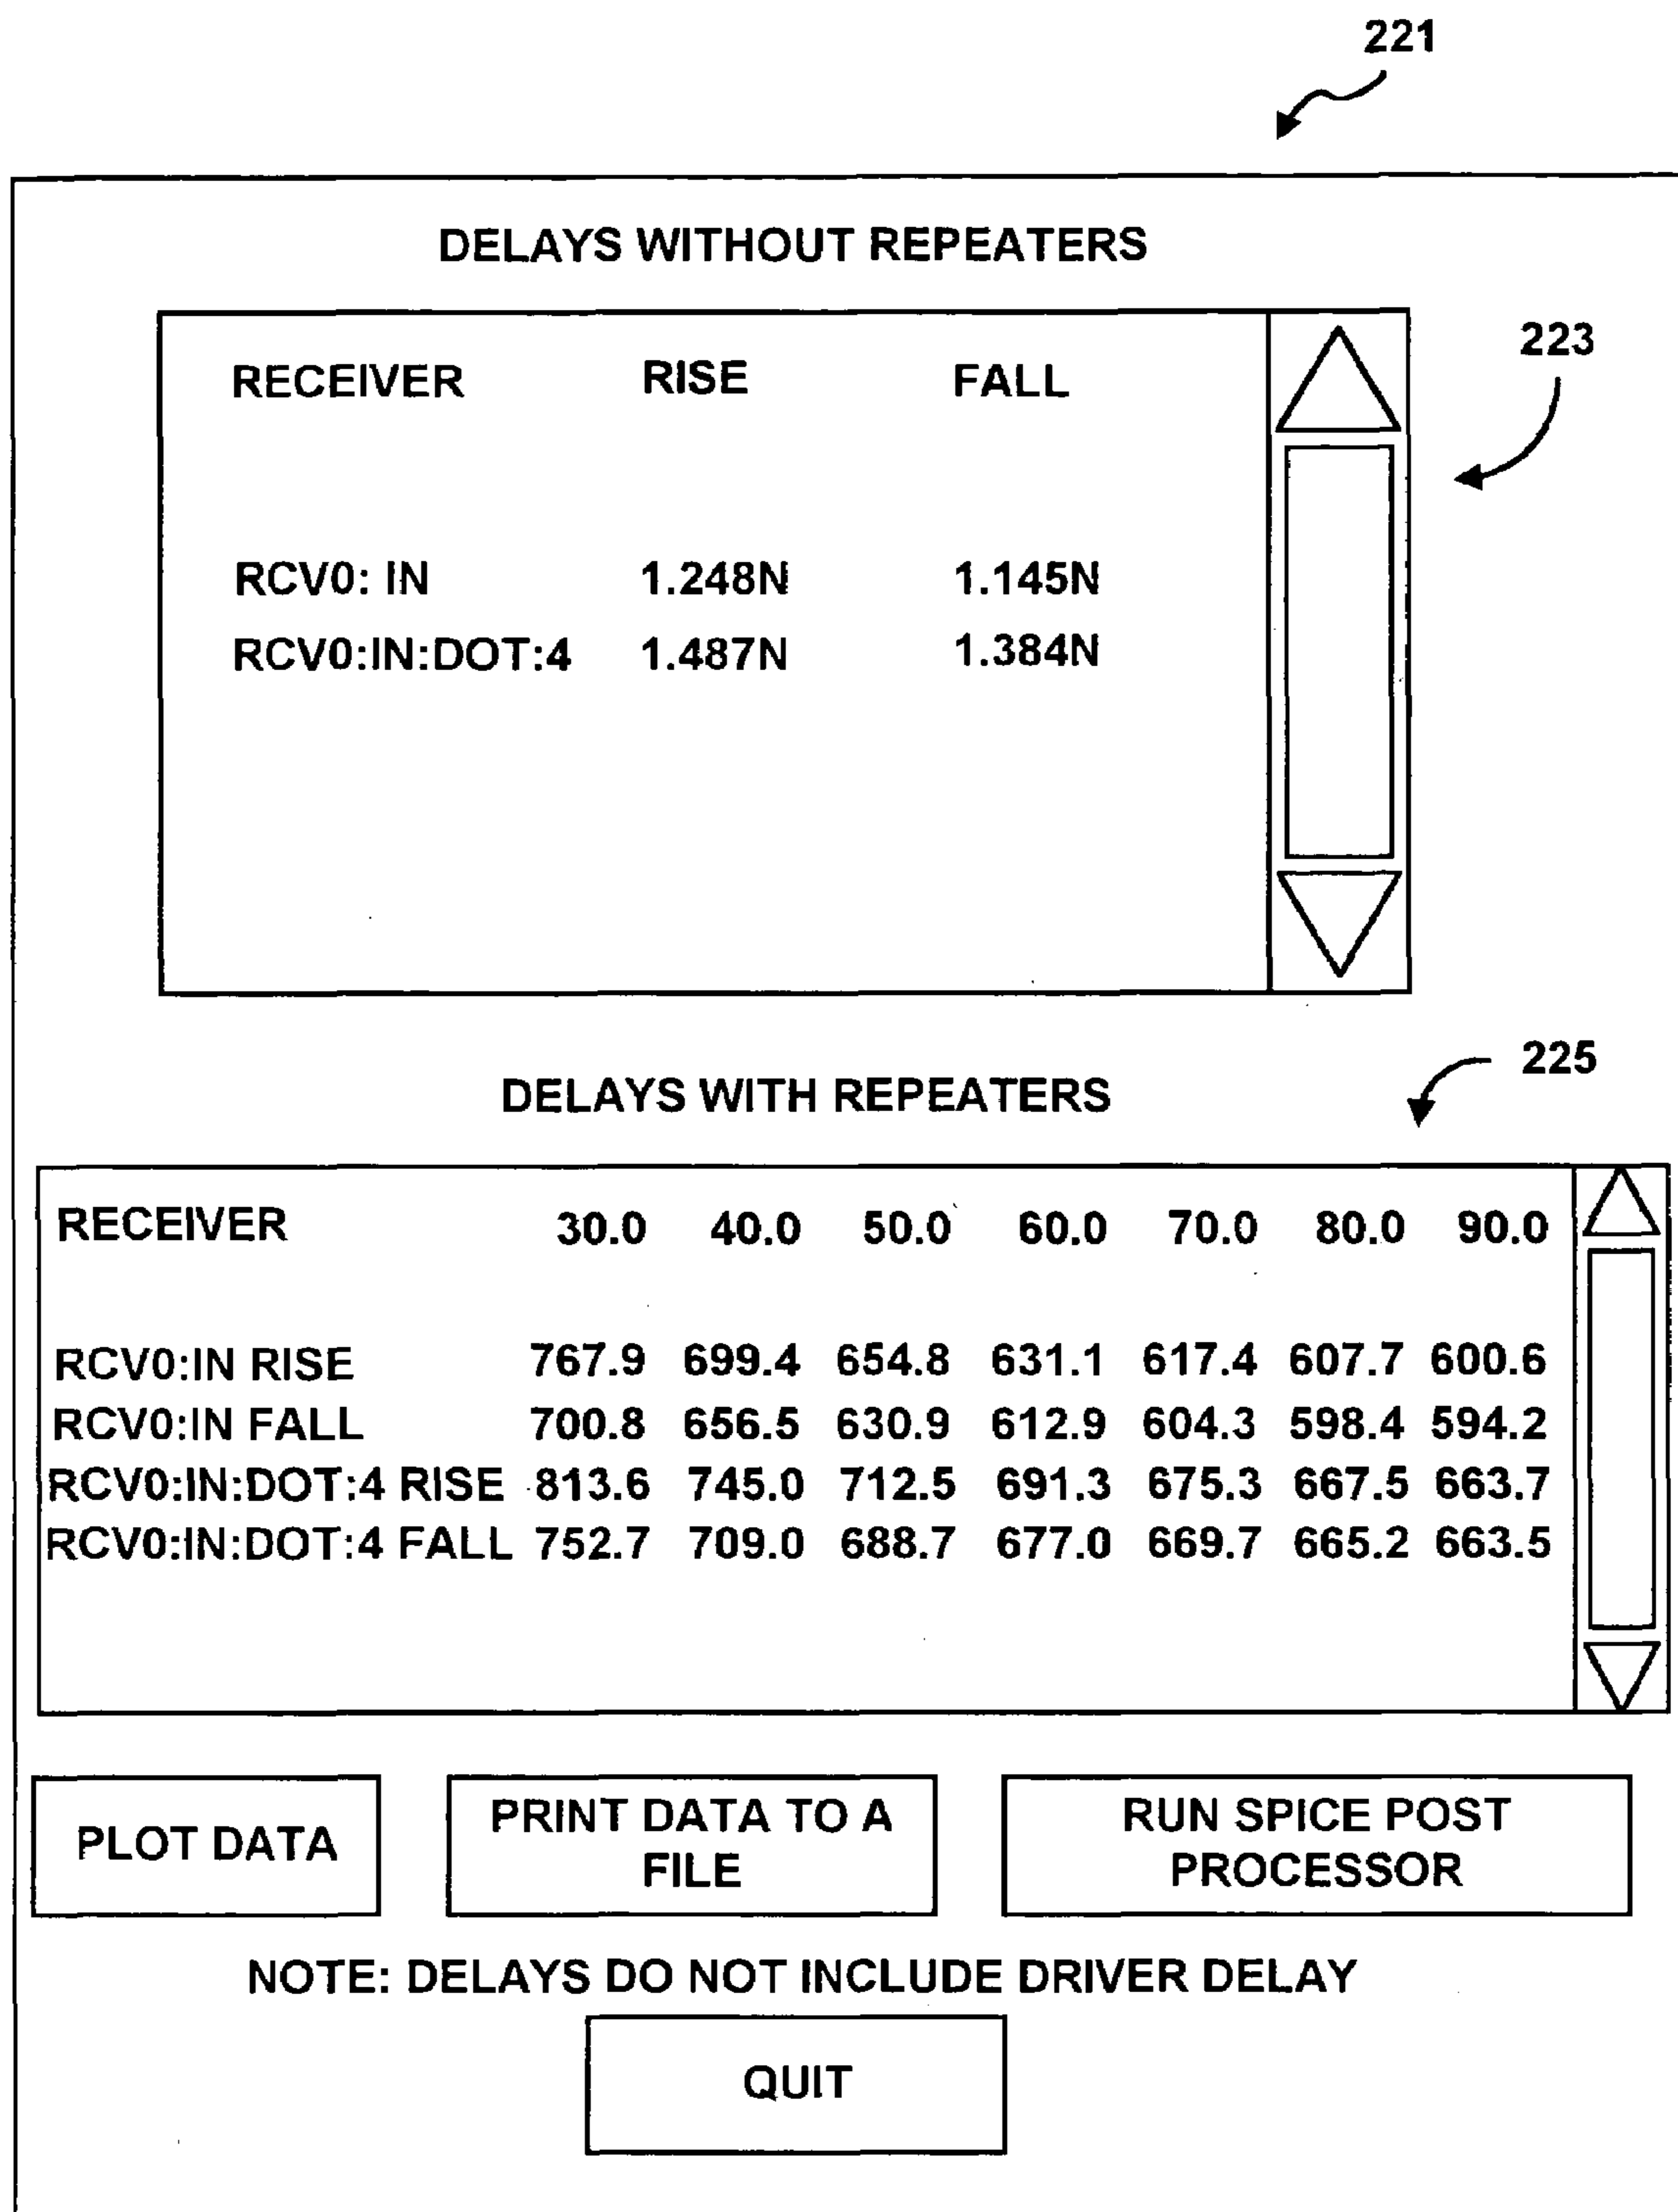 221
DELAYS WITHOUT REPEATERS
223
RECEIVER RISE FALL
RCV0: IN 1.248N 1.145N
RCV0:IN:DOT:4 1.487N 1.384N
225
DELAYS WITH REPEATERS
RECEIVER 30.0 40.0 50.0 60.0 70.0 80.0 90.0
RCV0:IN RISE 767.9 699.4 654.8 631.1 617.4 607.7 600.6
RCV0:IN FALL 700.8 656.5 630.9 612.9 604.3 598.4 594.2
RCV0:IN:DOT:4 RISE 813.6 745.0 712.5 691.3 675.3 667.5 663.7
RCV0:IN:DOT:4 FALL 752.7 709.0 688.7 677.0 669.7 665.2 663.5
PLOT DATA
PRINT DATA TO A
FILE
RUN SPICE POST
PROCESSOR
NOTE: DELAYS DO NOT INCLUDE DRIVER DELAY
QUIT